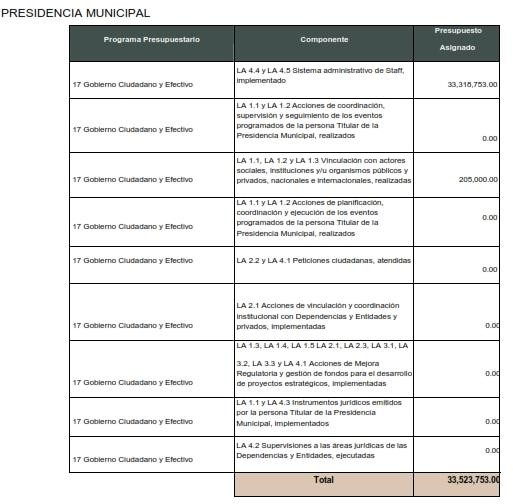 PRESIDENCIA MUNICIPAL
Programa Presupuestario
Componente
Presupuesto
Asignado
17 Gobierno Ciudadano y Efectivo
LA 4.4 y LA 4.5 Sistema administrativo de Staff,
implementado
33,318,753.00
17 Gobierno Ciudadano y Efectivo
LA 1.1 y LA 1.2 Acciones de coordinación,
supervisión y seguimiento de los eventos
programados de la persona Titular de la
Presidencia Municipal, realizados
0.00
17 Gobierno Ciudadano y Efectivo
LA 1.1, LA 1.2 y LA 1.3 Vinculación con actores
sociales, instituciones y/u organismos públicos y
privados, nacionales e internacionales, realizadas
205,000.00
17 Gobierno Ciudadano y Efectivo
LA 1.1 y LA 1.2 Acciones de planificación,
coordinación y ejecución de los eventos
programados de la persona Titular de la
Presidencia Municipal, realizados
0.00
17 Gobierno Ciudadano y Efectivo
LA 2.2 y LA 4.1 Peticiones ciudadanas, atendidas
0.00
17 Gobierno Ciudadano y Efectivo
LA 2.1 Acciones de vinculación y coordinación
institucional con Dependencias y Entidades y
privados, implementadas
0.00
17 Gobierno Ciudadano y Efectivo
LA 1.3, LA 1.4, LA 1.5 LA 2.1, LA 2.3, LA 3.1, LA
3.2, LA 3.3 y LA 4.1 Acciones de Mejora
Regulatoria y gestión de fondos para el desarrollo
de proyectos estratégicos, implementadas
0.00
17 Gobierno Ciudadano y Efectivo
LA 1.1 y LA 4.3 Instrumentos jurídicos emitidos
por la persona Titular de la Presidencia
Municipal, implementados
0.00
17 Gobierno Ciudadano y Efectivo
LA 4.2 Supervisiones a las áreas jurídicas de las
Dependencias y Entidades, ejecutadas
0.00
Total
33,523,753.00